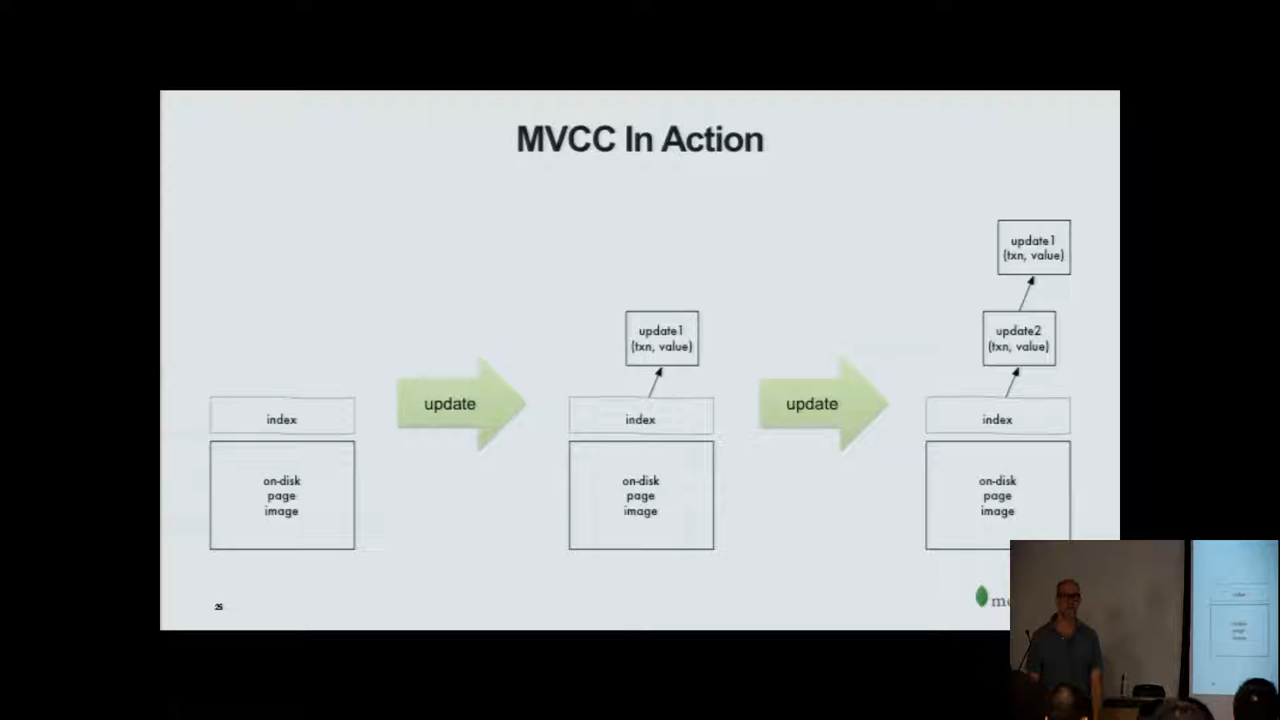 MVCC In Action
update1
(txn, value)
update1
(txn, value)
update2
(txn, value)
update
update
index
index
index
on-disk
page
image
on-disk
page
image
on-disk
page
image
25